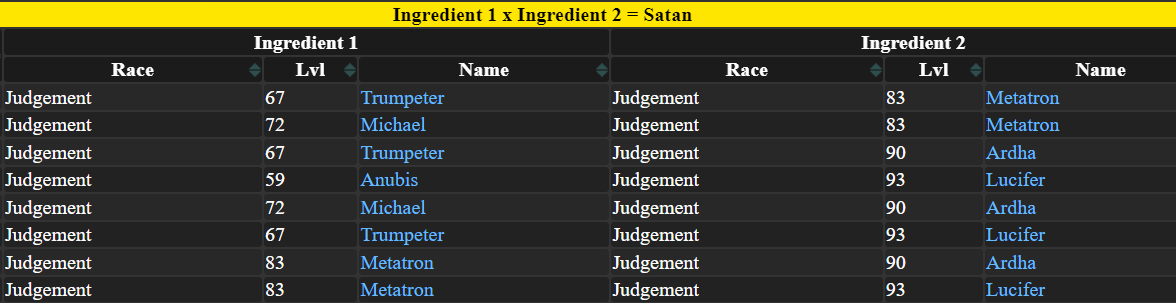 Ingredient 1 x Ingredient 2 = Satan
Ingredient 1 Ingredient 2
Race Lvl Name Race Lvl Name
Judgement 67 Trumpeter Judgement 83 Metatron
Judgement 72 Michael Judgement 83 Metatron
Judgement 67 Trumpeter Judgement 90 Ardha
Judgement 59 Anubis Judgement 93 Lucifer
Judgement 72 Michael Judgement 90 Ardha
Judgement 67 Trumpeter Judgement 93 Lucifer
Judgement 83 Metatron Judgement 90 Ardha
Judgement 83 Metatron Judgement 93 Lucifer